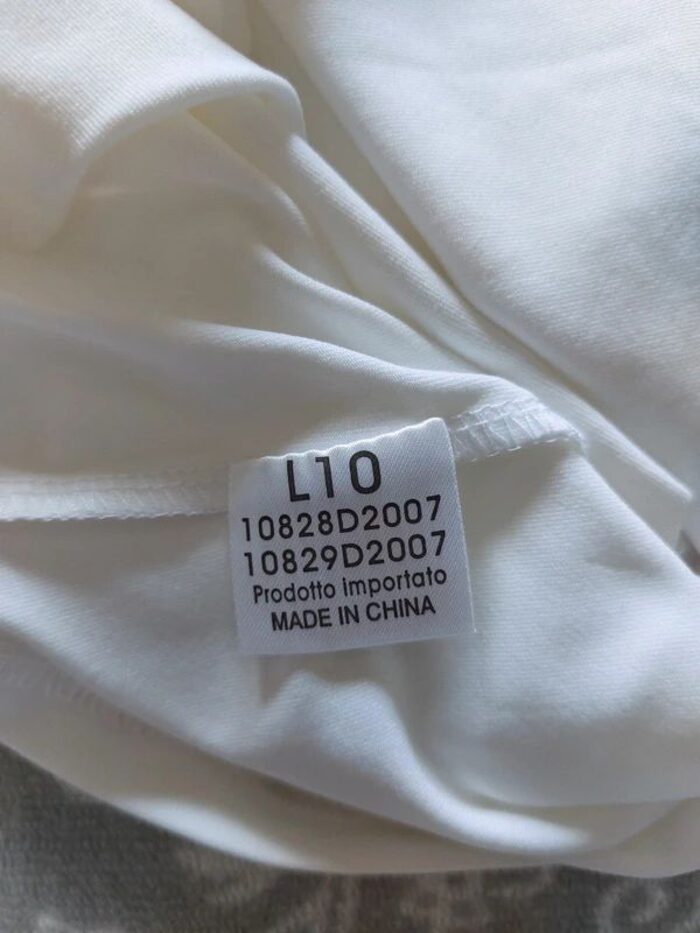 L10
10828D2007
10829D2007
Prodotto importato
MADE IN CHINA